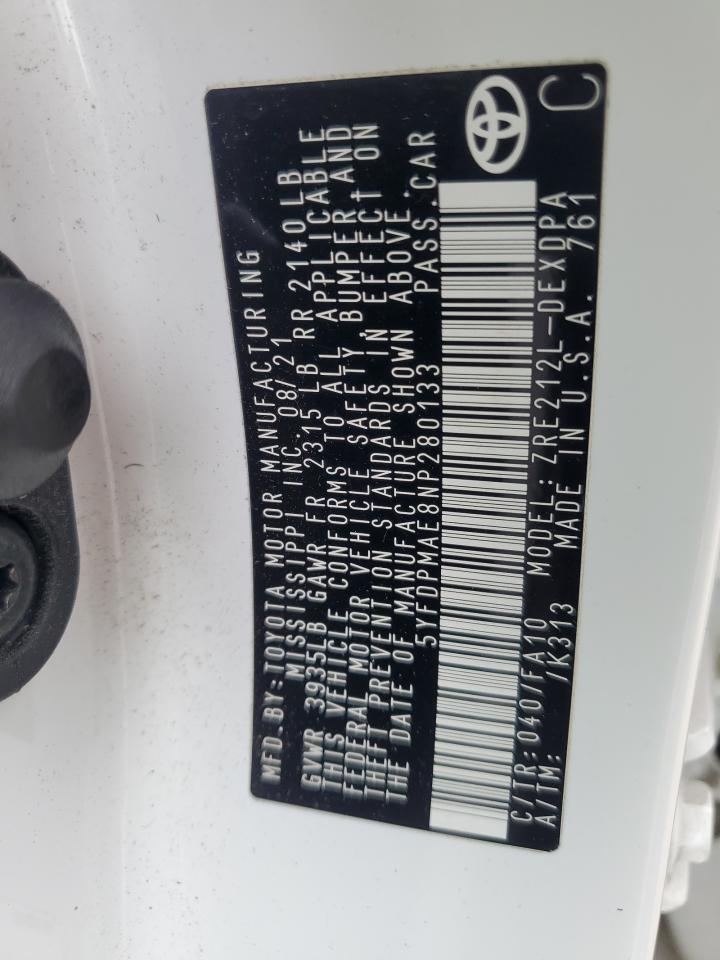 MFD.BY:TOYOTA MOTOR MANUFACTURING
MISSISSIPPI INC. 08/21
GVWR 3935LB GAWR FR 2315 LB RR 2140LB
THIS VEHICLE CONFORMS TO ALL APPLICABLE
FEDERAL MOTOR VEHICLE SAFETY, BUMPER, AND
THEFT PREVENTION STANDARDS IN EFFECT ON
THE DATE OF MANUFACTURE SHOWN ABOVE.
5YFDPMAE8NP280133 PASS.CAR
C/TR:040/FA10 MODEL:ZRE212L-DEXDPA
A/TM: /K313 MADE IN U.S.A. 761
C